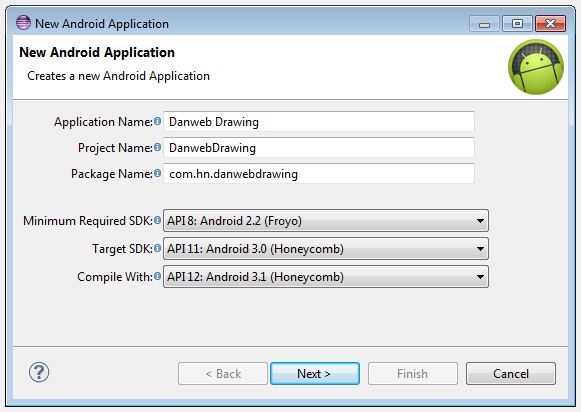 New Android Application
New Android Application
Creates a new Android Application
Application Name: Danweb Drawing
Project Name: DanwebDrawing
Package Name: com.hn.danwebdrawing
Minimum Required SDK: API 8: Android 2.2 (Froyo)
Target SDK: API 11: Android 3.0 (Honeycomb)
Compile With: API 12: Android 3.1 (Honeycomb)
? < Back Next > Finish Cancel